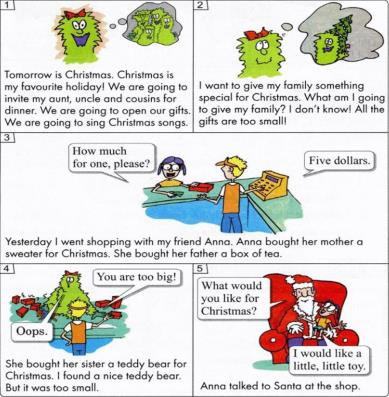 1
Tomorrow is Christmas. Christmas is
my favourite holiday! We are going to
invite my aunt, uncle and cousins for
dinner. We are going to open our gifts.
We are going to sing Christmas songs.
2
I want to give my family something
special for Christmas. What am I going
to give my family? I don't know! All the
gifts are too small!
3
How much
for one, please?
Five dollars.
Yesterday I went shopping with my friend Anna. Anna bought her mother a
sweater for Christmas. She bought her father a box of tea.
4
You are too big!
Oops.
She bought her sister a teddy bear for
Christmas. I found a nice teddy bear.
But it was too small.
5
What would
you like for
Christmas?
I would like a
little, little toy.
Anna talked to Santa at the shop.